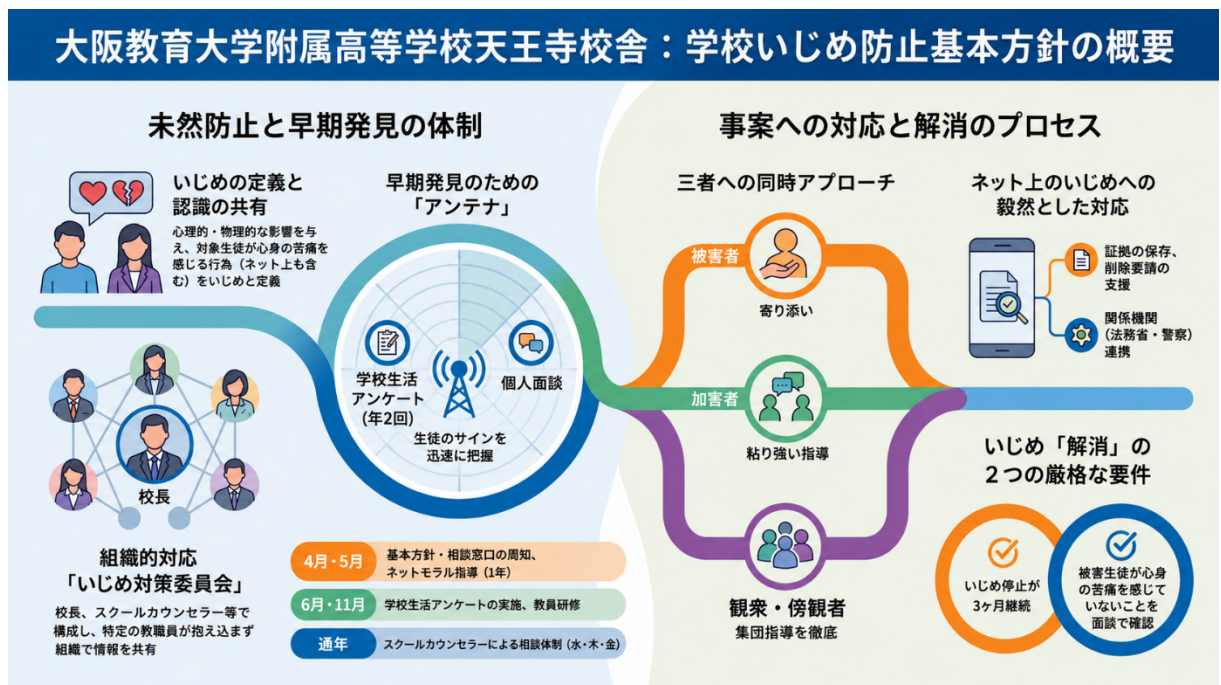 大阪教育大学附属高等学校天王寺校舎：学校いじめ防止基本方針の概要
未然防止と早期発見の体制
いじめの定義と
認識の共有
心理的・物理的な影響を与
え、対象生徒が心身の苦痛を
感じる行為（ネット上も含
む）をいじめと定義
早期発見のための
「アンテナ」
学校生活
アンケート
(年2回)
個人面談
生徒のサインを
迅速に把握
校長
組織的対応
「いじめ対策委員会」
校長、スクールカウンセラー等で
構成し、特定の教職員が抱え込まず
組織で情報を共有
4月・5月
基本方針・相談窓口の周知、
ネットモラル指導（1年）
6月・11月
学校生活アンケートの実施、教員研修
通年
スクールカウンセラーによる相談体制（水・木・金）
事案への対応と解消のプロセス
三者への同時アプローチ
被害者
寄り添い
加害者
粘り強い指導
観衆・傍観者
集団指導を徹底
ネット上のいじめへの
毅然とした対応
証拠の保存、
削除要請の
支援
関係機関
（法務省・警察）
連携
いじめ「解消」の
２つの厳格な要件
いじめ停止が
3ヶ月継続
被害生徒が心身
の苦痛を感じて
いないことを
面談で確認